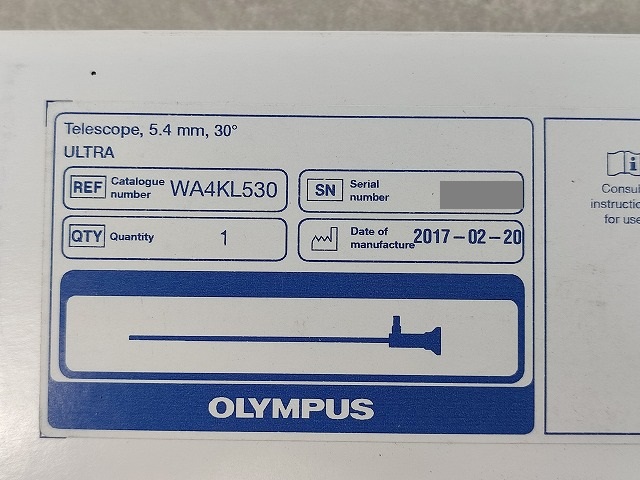 Telescope, 5.4 mm, 30°
ULTRA
REF Catalogue number WA4KL530
SN Serial number
QTY Quantity 1
Date of manufacture 2017-02-20
OLYMPUS
i
Consul
instructio
for use